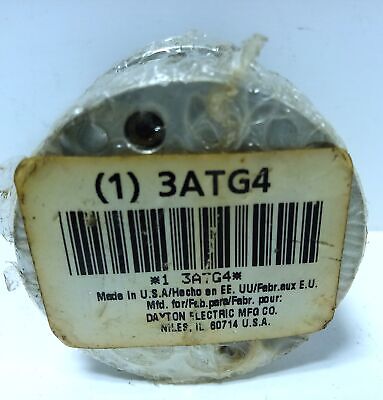 (1) 3ATG4
*1 3ATG4*
Made in U.S.A/Hecho en EE. UU/Fabr.aux E.U.
Mfd. for/Fab.para/Fabr. pour:
DAYTON ELECTRIC MFG CO.
NILES, IL 60714 U.S.A.